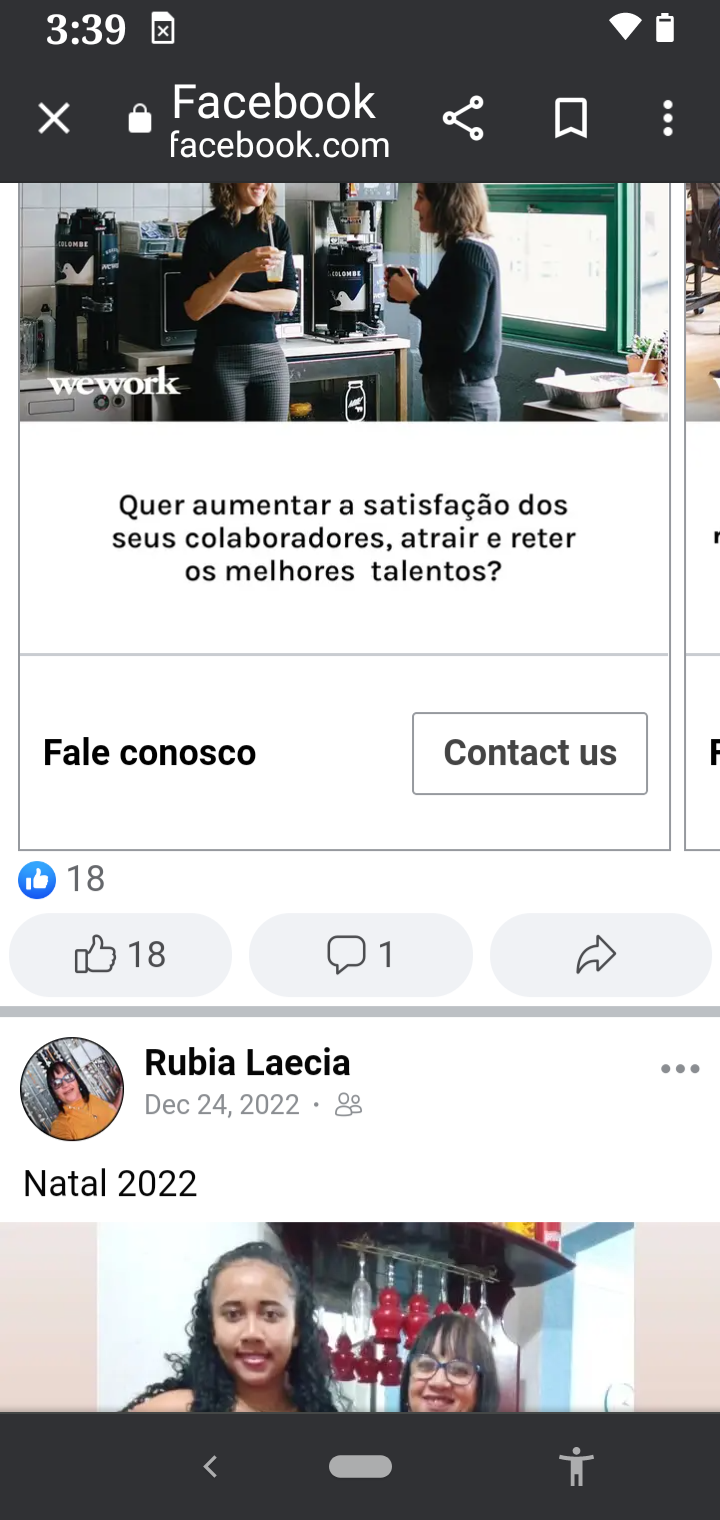 3:39
Facebook
facebook.com
COLOMBE
COLOMBE
wework
Quer aumentar a satisfação dos
seus colaboradores, atrair e reter
os melhores talentos?
Fale conosco
Contact us
18
18
1
Rubia Laecia
Dec 24, 2022 ·
Natal 2022